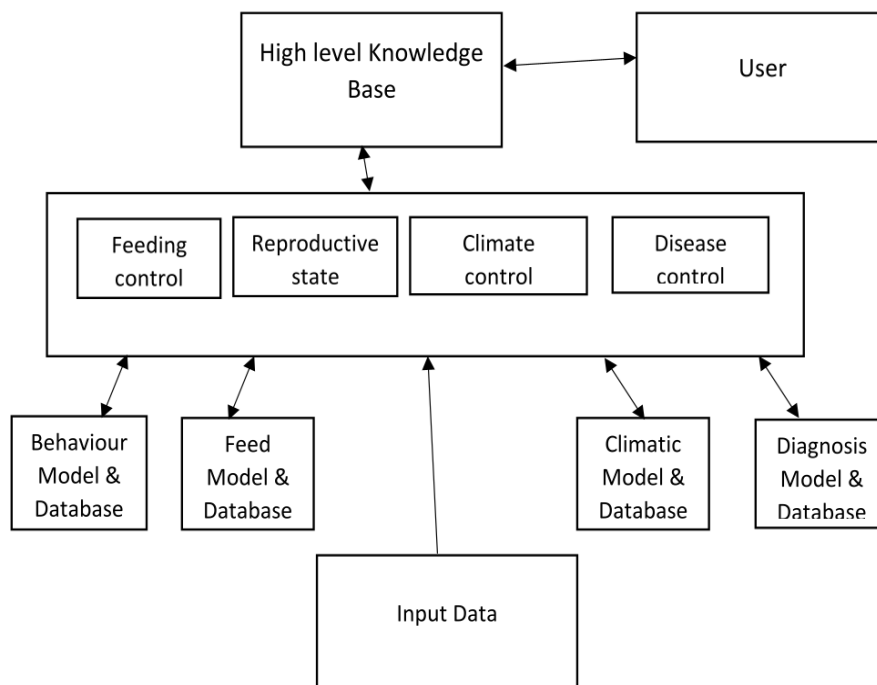 High level Knowledge
Base
User
Feeding
control
Reproductive
state
Climate
control
Disease
control
Behaviour
Model &
Database
Feed
Model &
Database
Climatic
Model &
Database
Diagnosis
Model &
Database
Input Data